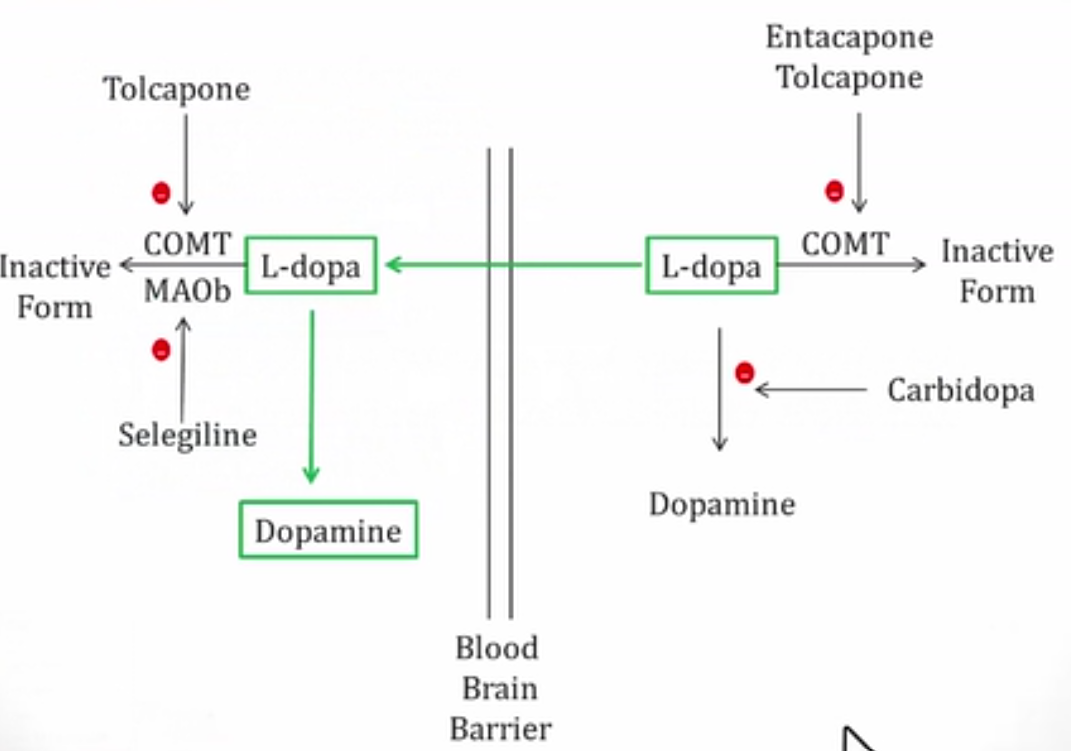 Entacapone
Tolcapone
Tolcapone
COMT
L-dopa
L-dopa
COMT
Inactive
Form
Inactive
Form
MAOb
Carbidopa
Selegiline
Dopamine
Dopamine
Blood
Brain
Barrier